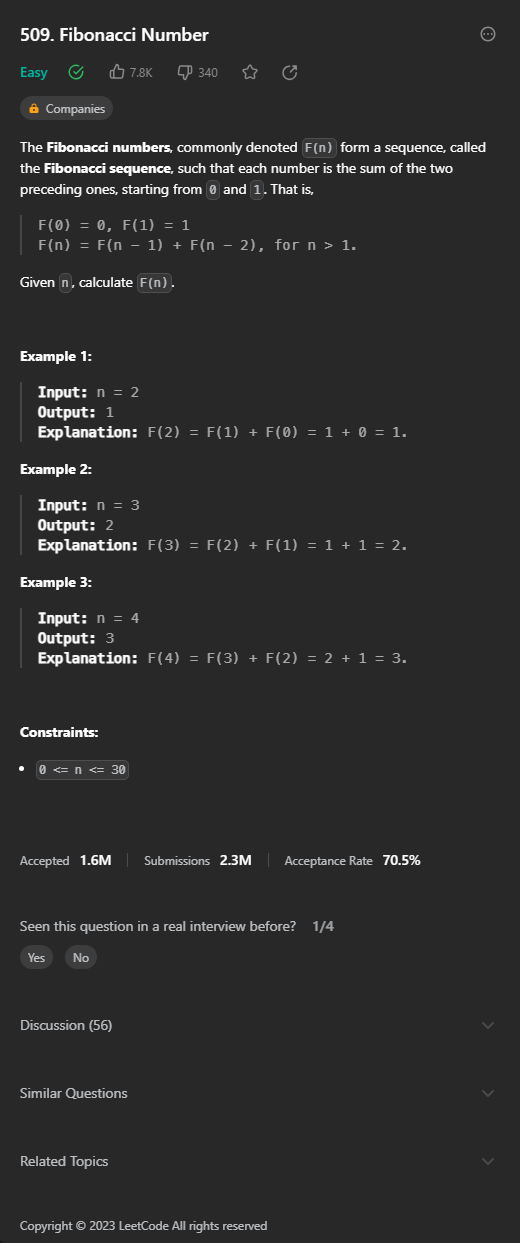 509. Fibonacci Number
Easy 7.8K 340
Companies
The Fibonacci numbers, commonly denoted F(n) form a sequence, called
the Fibonacci sequence, such that each number is the sum of the two
preceding ones, starting from 0 and 1. That is,
F(0) = 0, F(1) = 1
F(n) = F(n − 1) + F(n − 2), for n > 1.
Given n, calculate F(n).
Example 1:
Input: n = 2
Output: 1
Explanation: F(2) = F(1) + F(0) = 1 + 0 = 1.
Example 2:
Input: n = 3
Output: 2
Explanation: F(3) = F(2) + F(1) = 1 + 1 = 2.
Example 3:
Input: n = 4
Output: 3
Explanation: F(4) = F(3) + F(2) = 2 + 1 = 3.
Constraints:
• 0 <= n <= 30
Accepted 1.6M Submissions 2.3M Acceptance Rate 70.5%
Seen this question in a real interview before? 1/4
Yes No
Discussion (56)
Similar Questions
Related Topics
Copyright © 2023 LeetCode All rights reserved